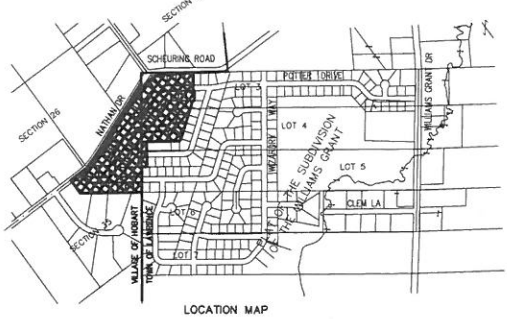 SECTION
SCHEURING ROAD
POTTER DRIVE
LOT 3
NATHAN DR
SECTION 26
WILLIAMS GRANT DR
LOT 4
WIZARDRY WAY
PLAT OF THE SUBDIVISION
OF THE WILLIAMS GRANT
LOT 5
CLEM LA
LOT 6
SECTION 35
VILLAGE OF HOBART
TOWN OF LAWRENCE
LOT 7
LOCATION MAP